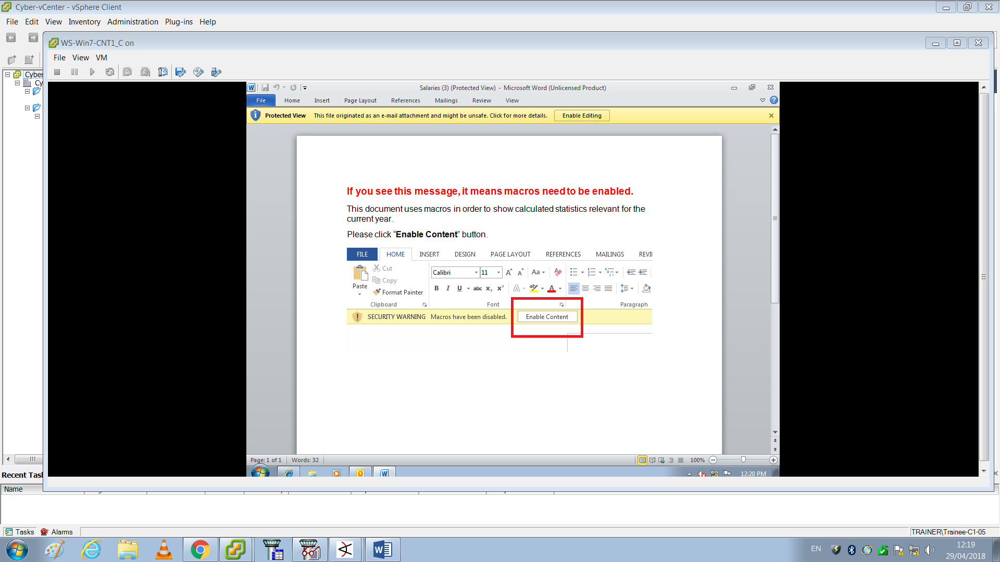 Cyber-vCenter - vSphere Client
File Edit View Inventory Administration Plug-ins Help
WS-Win7-CNT1_C on
File View VM
Cyber
Cy
Salaries (3) (Protected View) - Microsoft Word (Unlicensed Product)
File Home Insert Page Layout References Mailings Review View
Protected View This file originated as an e-mail attachment and might be unsafe. Click for more details. Enable Editing
If you see this message, it means macros need to be enabled.
This document uses macros in order to show calculated statistics relevant for the
current year.
Please click “Enable Content” button.
FILE HOME INSERT DESIGN PAGE LAYOUT REFERENCES MAILINGS REVI
Cut
Calibri 11 Aa
Copy
Paste
B I U abc x₂ x² A aby A
Format Painter
Clipboard Font Paragraph
SECURITY WARNING Macros have been disabled. Enable Content
Page: 1 of 1 Words: 32 100%
12:20 PM
Recent Tas
Name
Tasks Alarms TRAINER\Trainee-C1-05
EN 12:19
29/04/2018